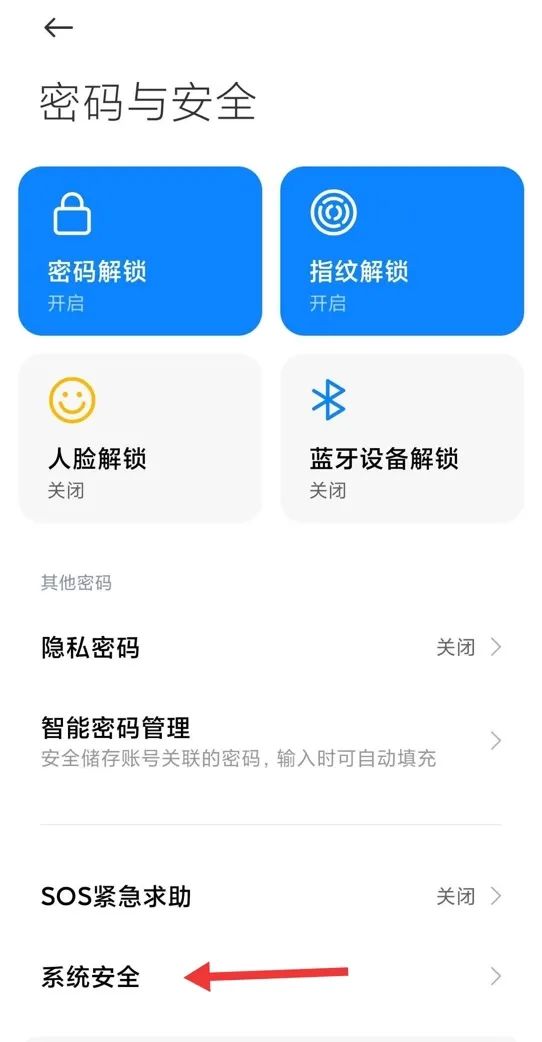 密码与安全
密码解锁
开启
指纹解锁
开启
人脸解锁
关闭
蓝牙设备解锁
关闭
其他密码
隐私密码 关闭
智能密码管理
安全储存账号关联的密码，输入时可自动填充
SOS紧急求助 关闭
系统安全